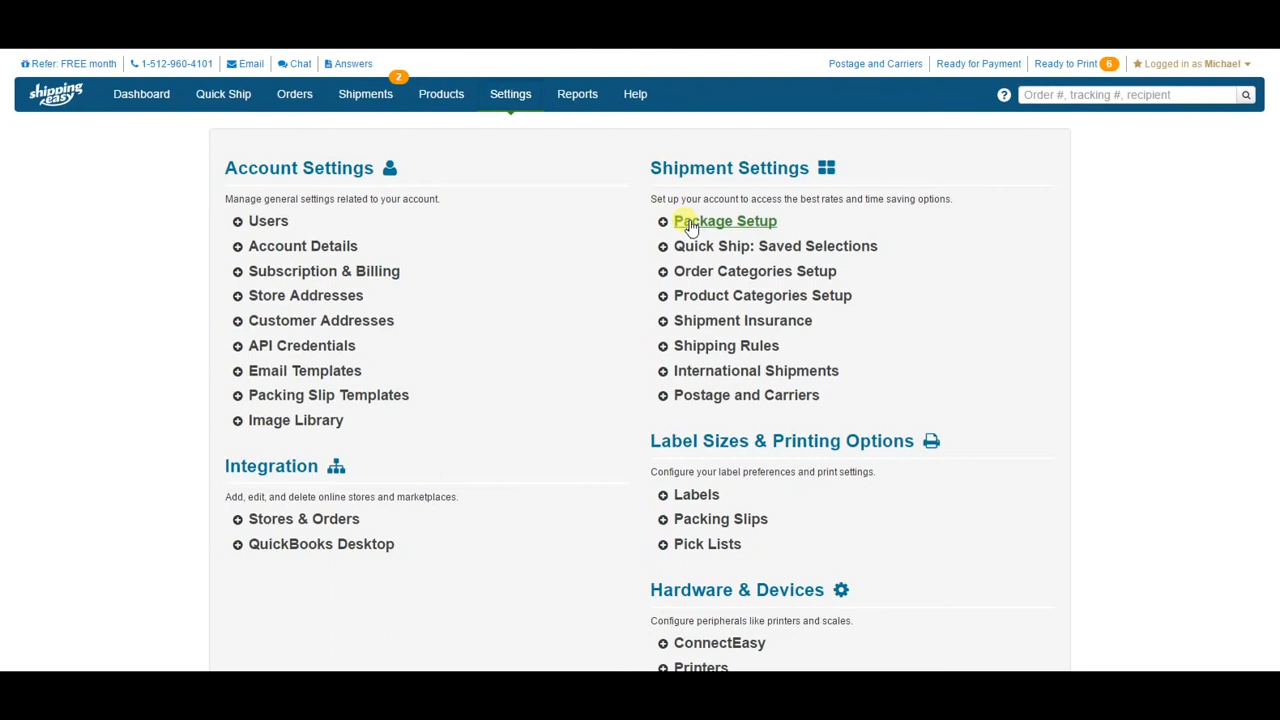 Refer: FREE month
1-512-960-4101
Email
Chat
Answers
Postage and Carriers
Ready for Payment
Ready to Print 6
Logged in as Michael
shipping easy
Dashboard
Quick Ship
Orders
Shipments 2
Products
Settings
Reports
Help
?
Order #, tracking #, recipient
Account Settings
Manage general settings related to your account.
Users
Account Details
Subscription & Billing
Store Addresses
Customer Addresses
API Credentials
Email Templates
Packing Slip Templates
Image Library
Integration
Add, edit, and delete online stores and marketplaces.
Stores & Orders
QuickBooks Desktop
Shipment Settings
Set up your account to access the best rates and time saving options.
Package Setup
Quick Ship: Saved Selections
Order Categories Setup
Product Categories Setup
Shipment Insurance
Shipping Rules
International Shipments
Postage and Carriers
Label Sizes & Printing Options
Configure your label preferences and print settings.
Labels
Packing Slips
Pick Lists
Hardware & Devices
Configure peripherals like printers and scales.
ConnectEasy
Printers